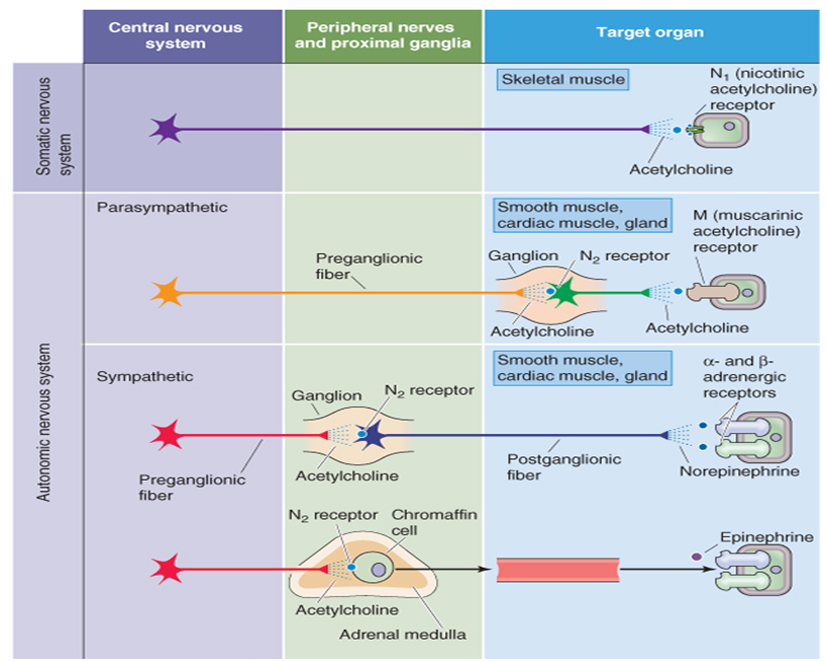 Central nervous
system
Peripheral nerves
and proximal ganglia
Target organ
Somatic nervous
system
Skeletal muscle
N1 (nicotinic
acetylcholine)
receptor
Acetylcholine
Autonomic nervous system
Parasympathetic
Preganglionic
fiber
Smooth muscle,
cardiac muscle, gland
Ganglion
N2 receptor
Acetylcholine
M (muscarinic
acetylcholine)
receptor
Acetylcholine
Sympathetic
Preganglionic
fiber
Ganglion
N2 receptor
Acetylcholine
Smooth muscle,
cardiac muscle, gland
Postganglionic
fiber
α- and β-
adrenergic
receptors
Norepinephrine
N2 receptor
Chromaffin
cell
Acetylcholine
Adrenal medulla
Epinephrine